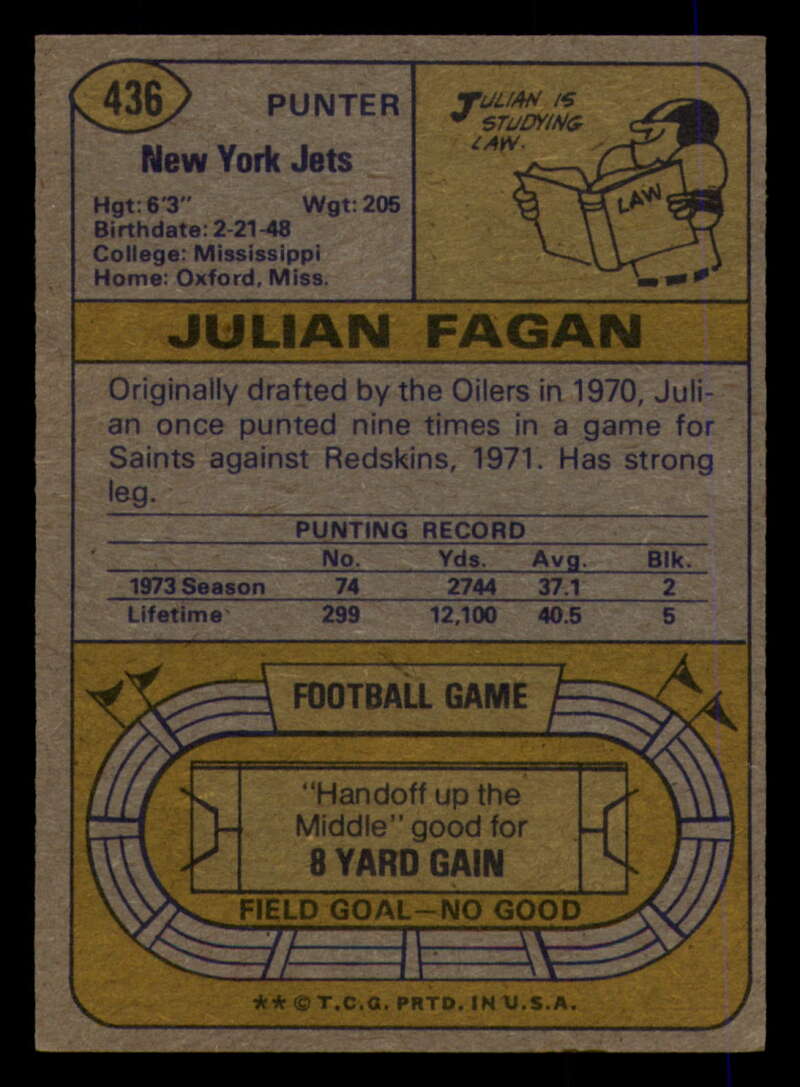 436
PUNTER
New York Jets
Hgt: 6'3" Wgt: 205
Birthdate: 2-21-48
College: Mississippi
Home: Oxford, Miss.
JULIAN IS
STUDYING
LAW.
LAW
JULIAN FAGAN
Originally drafted by the Oilers in 1970, Juli-
an once punted nine times in a game for
Saints against Redskins, 1971. Has strong
leg.
PUNTING RECORD
No. Yds. Avg. Blk.
1973 Season 74 2744 37.1 2
Lifetime 299 12,100 40.5 5
FOOTBALL GAME
"Handoff up the
Middle" good for
8 YARD GAIN
FIELD GOAL—NO GOOD
** © T.C.G. PRTD. IN U.S.A.